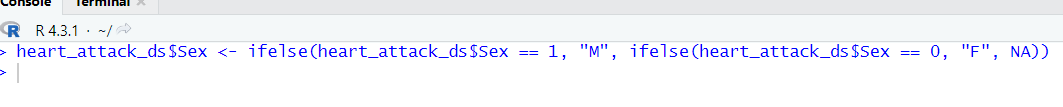 Console Terminal ×
R R 4.3.1 · ~/
> heart_attack_ds$Sex <- ifelse(heart_attack_ds$Sex == 1, "M", ifelse(heart_attack_ds$Sex == 0, "F", NA))
>